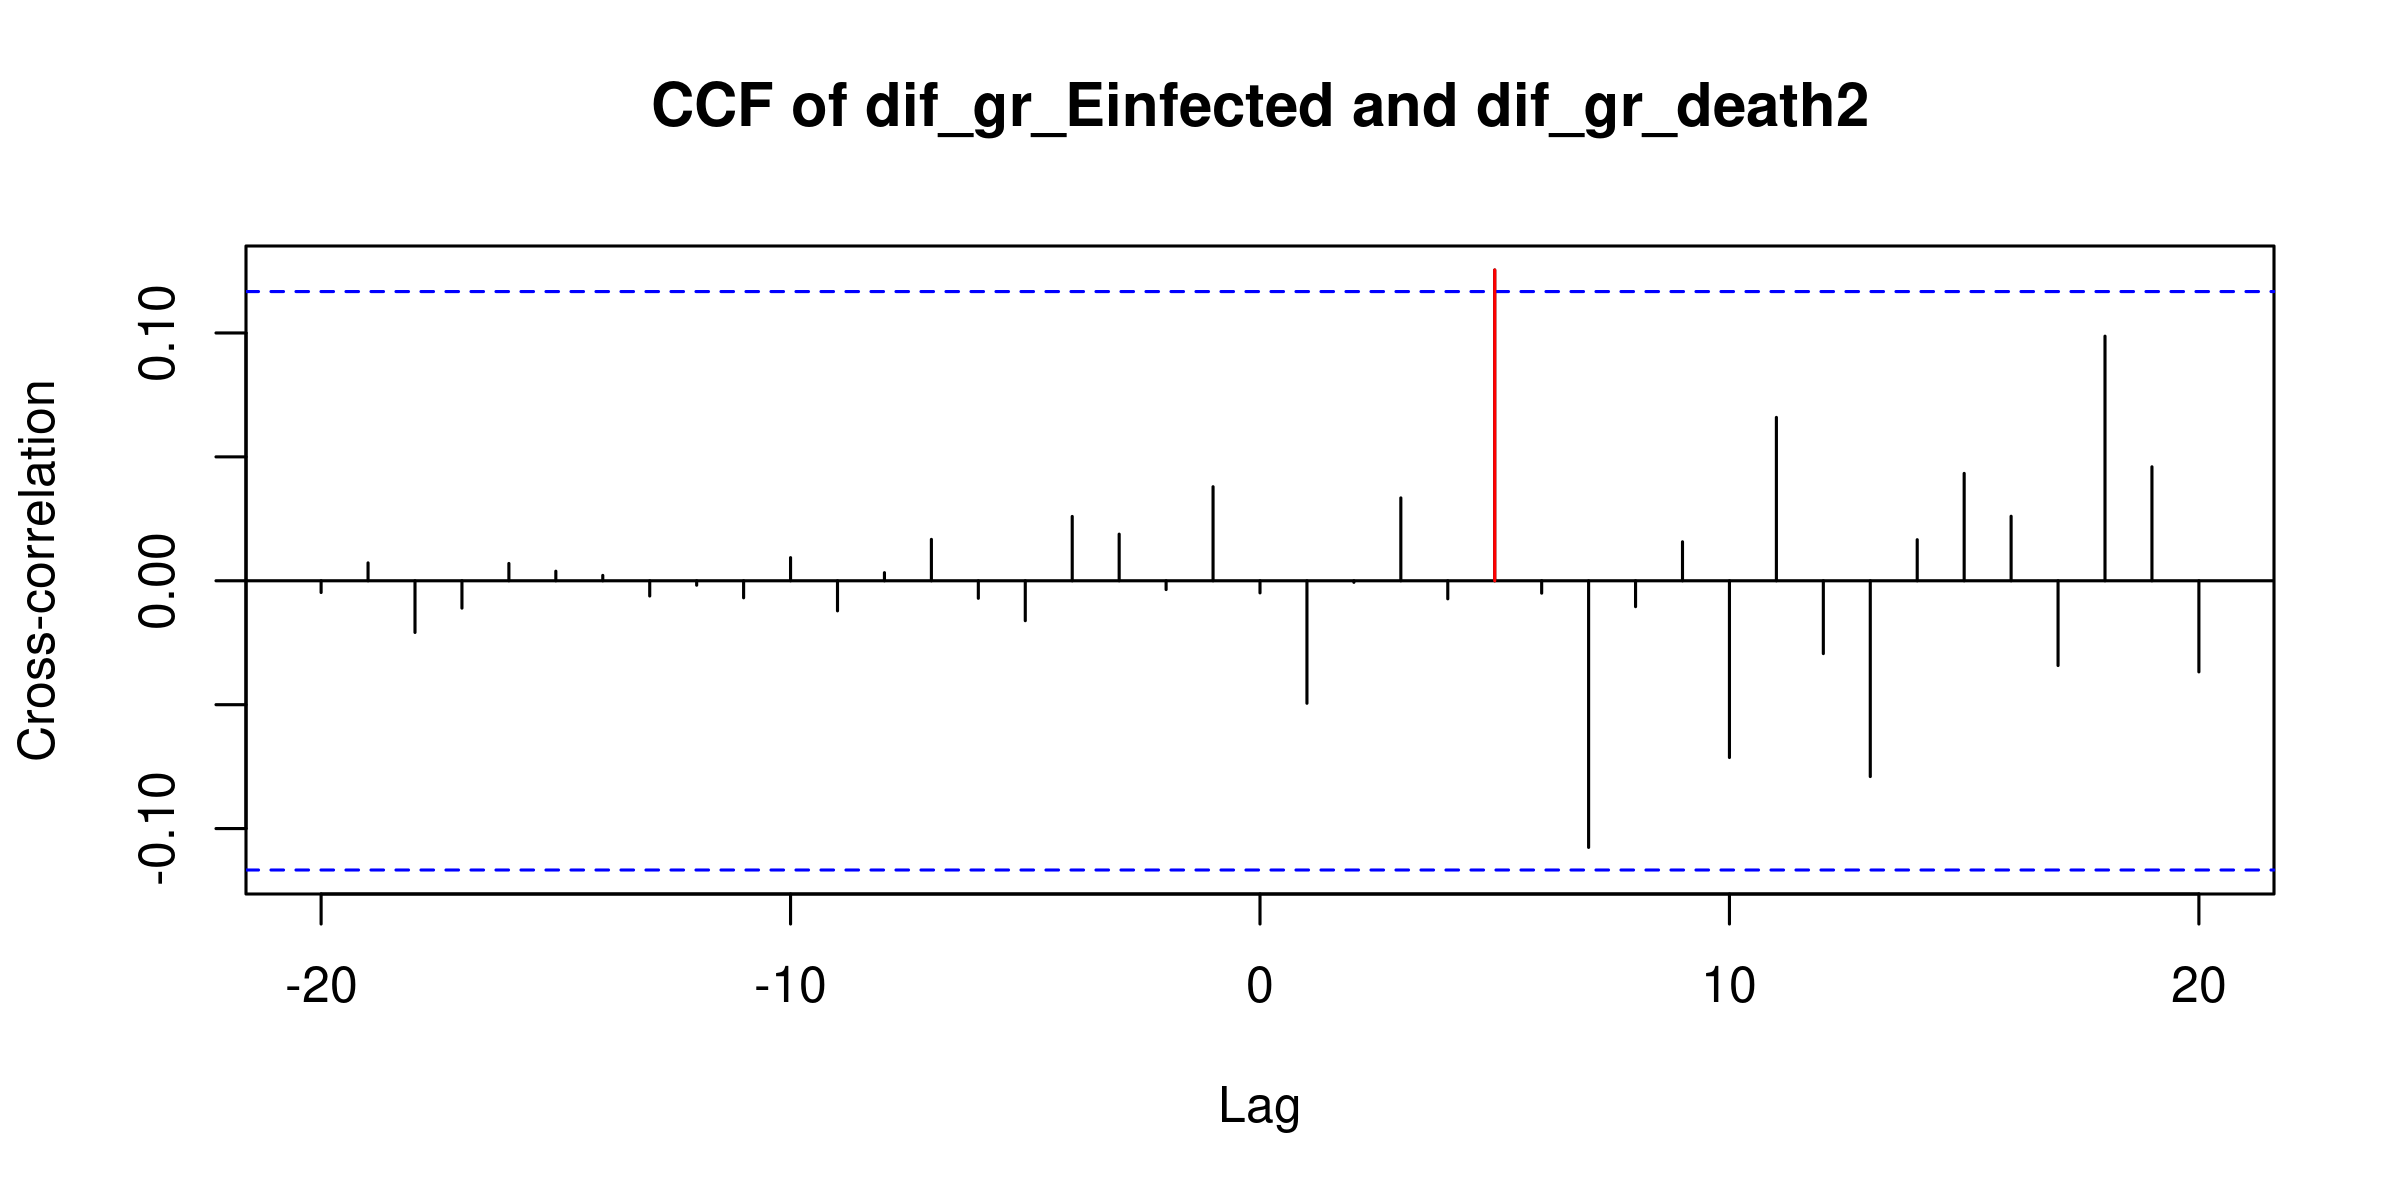 CCF of dif_gr_Einfected and dif_gr_death2
Cross-correlation
0.10
0.00
-0.10
-20 -10 0 10 20
Lag